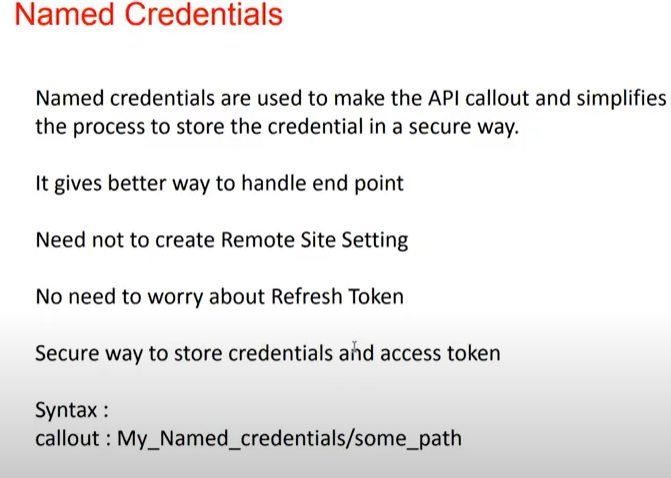 Named Credentials
Named credentials are used to make the API callout and simplifies
the process to store the credential in a secure way.
It gives better way to handle end point
Need not to create Remote Site Setting
No need to worry about Refresh Token
Secure way to store credentials and access token
Syntax :
callout : My_Named_credentials/some_path